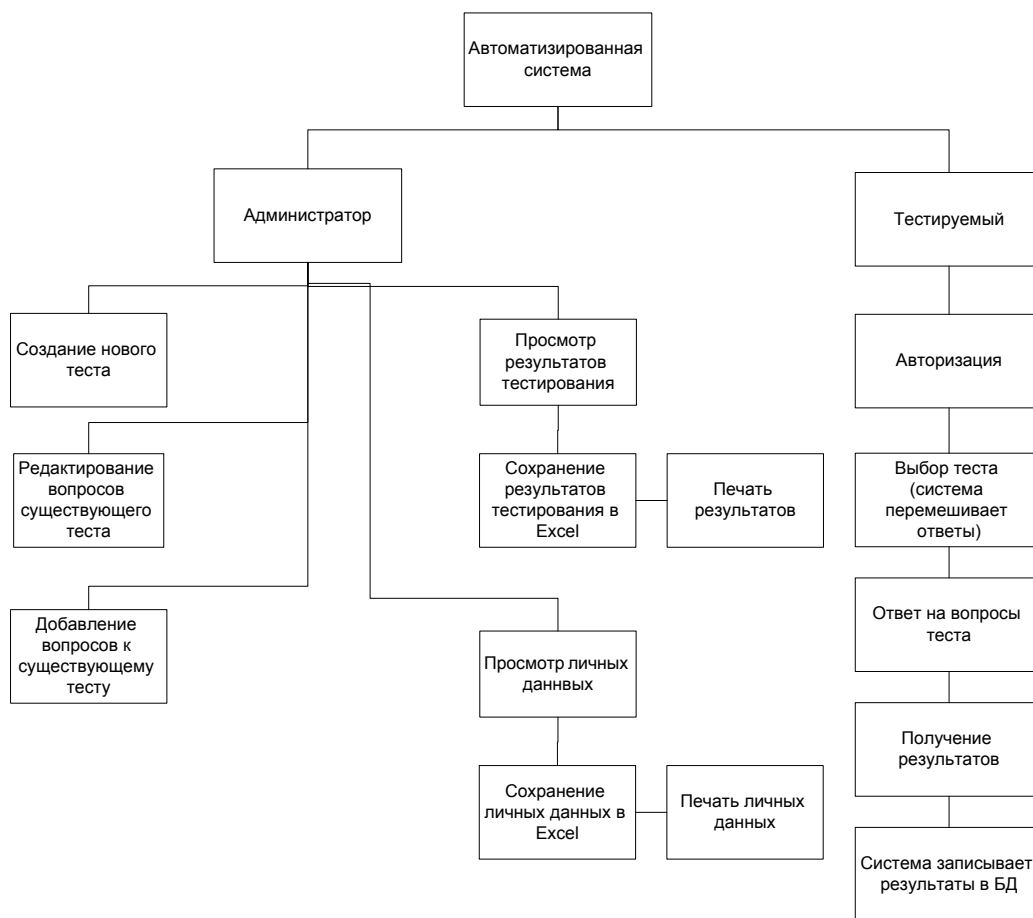 Автоматизированная
система
Администратор
Тестируемый
Создание нового
теста
Просмотр
результатов
тестирования
Авторизация
Редактирование
вопросов
существующего
теста
Сохранение
результатов
тестирования в
Excel
Печать
результатов
Выбор теста
(система
перемешивает
ответы)
Добавление
вопросов к
существующему
тесту
Ответ на вопросы
теста
Просмотр личных
даннвых
Получение
результатов
Сохранение
личных данных в
Excel
Печать личных
данных
Система записывает
результаты в БД